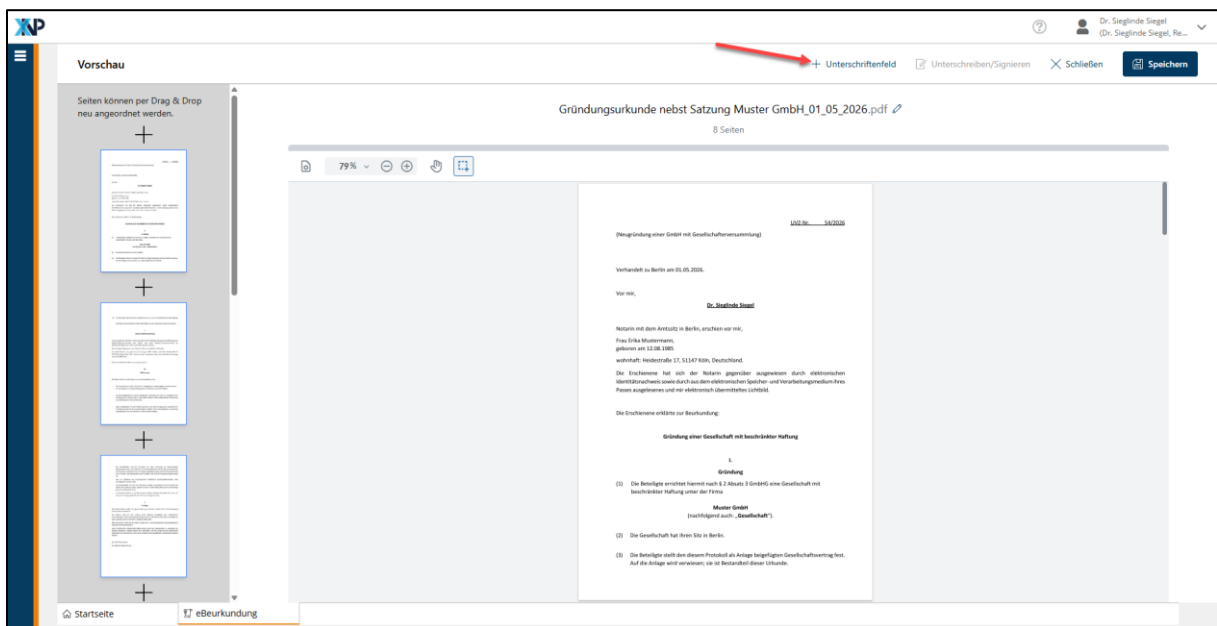 XNP
Dr. Sieglinde Siegel
(Dr. Sieglinde Siegel, Re...
Vorschau
Unterschriftenfeld
Unterschreiben/Signieren
Schließen
Speichern
Seiten können per Drag & Drop
neu angeordnet werden.
Gründungsurkunde nebst Satzung Muster GmbH_01_05_2026.pdf
8 Seiten
79%
UVZ-Nr. 54/2026
(Neugründung einer GmbH mit Gesellschafterversammlung)
Verhandelt zu Berlin am 01.05.2026.
Vor mir,
Dr. Sieglinde Siegel
Notarin mit dem Amtssitz in Berlin, erschien vor mir,
Frau Erika Mustermann,
geboren am 12.08.1985
wohnhaft: Heidestraße 17, 51147 Köln, Deutschland.
Die Erschienene hat sich der Notarin gegenüber ausgewiesen durch elektronischen
Identitätsnachweis sowie durch aus dem elektronischen Speicher- und Verarbeitungsmedium ihres
Passes ausgelesenes und mir elektronisch übermitteltes Lichtbild.
Die Erschienene erklärte zur Beurkundung:
Gründung einer Gesellschaft mit beschränkter Haftung
1.
Gründung
(1) Die Beteiligte errichtet hiermit nach § 2 Absatz 3 GmbHG eine Gesellschaft mit
beschränkter Haftung unter der Firma
Muster GmbH
(nachfolgend auch: „Gesellschaft“).
(2) Die Gesellschaft hat ihren Sitz in Berlin.
(3) Die Beteiligte stellt den diesem Protokoll als Anlage beigefügten Gesellschaftsvertrag fest.
Auf die Anlage wird verwiesen; sie ist Bestandteil dieser Urkunde.
Startseite
eBeurkundung